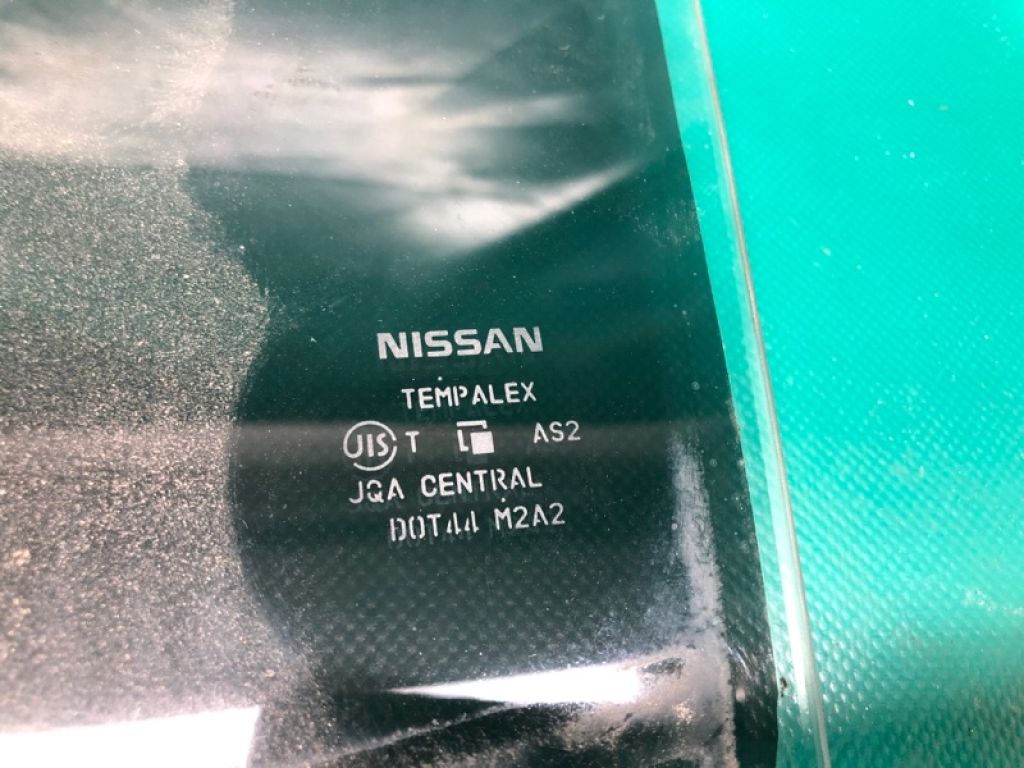 NISSAN
TEMPALEX
JIS T AS2
JQA CENTRAL
DOT44 M2A2